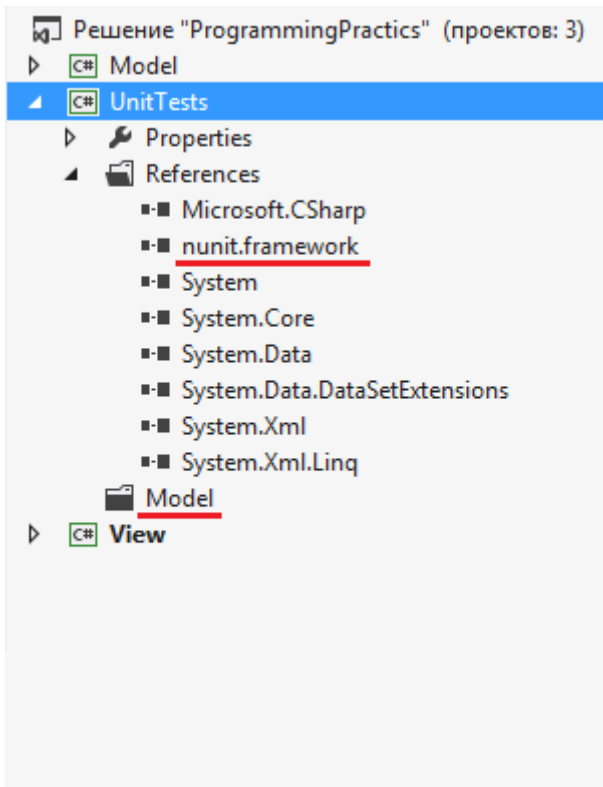 Решение "ProgrammingPractics" (проектов: 3)
C# Model
C# UnitTests
Properties
References
Microsoft.CSharp
nunit.framework
System
System.Core
System.Data
System.Data.DataSetExtensions
System.Xml
System.Xml.Linq
Model
C# View